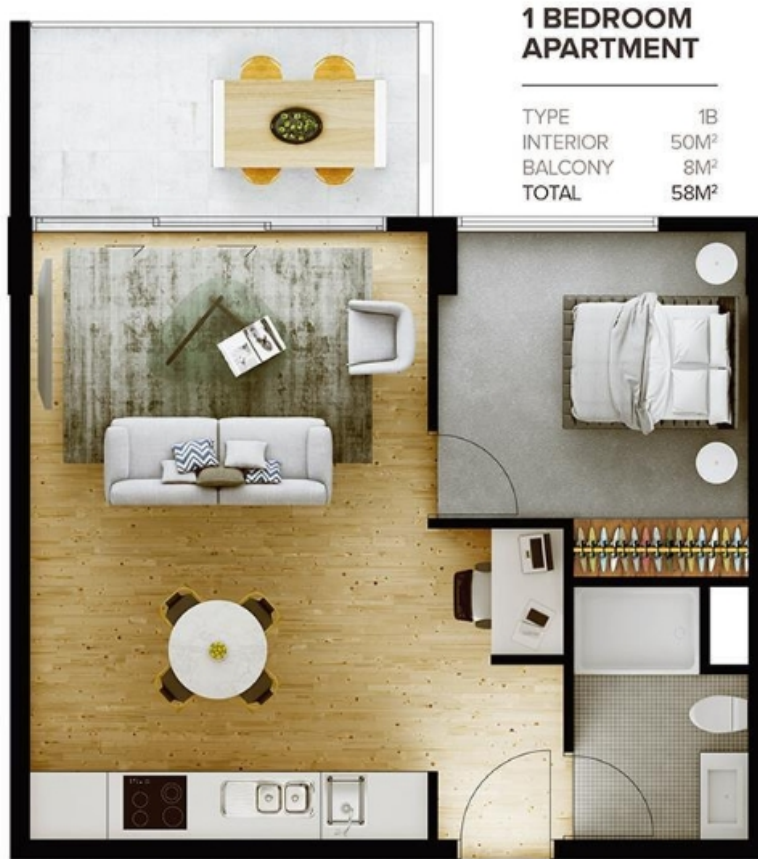 1 BEDROOM
APARTMENT
TYPE 1B
INTERIOR 50M²
BALCONY 8M²
TOTAL 58M²